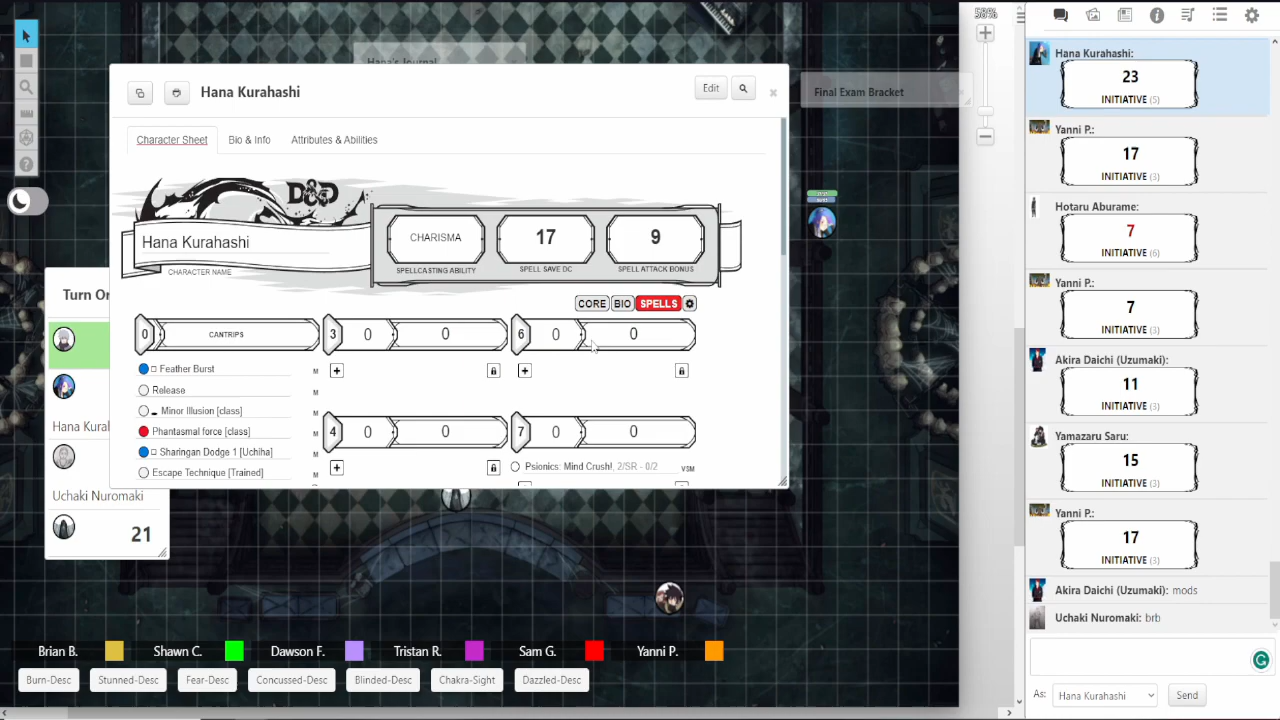 58%
Hana's Journal
Hana Kurahashi
Edit
Final Exam Bracket
Character Sheet
Bio & Info
Attributes & Abilities
D&D
Hana Kurahashi
CHARACTER NAME
CHARISMA
SPELLCASTING ABILITY
17
SPELL SAVE DC
9
SPELL ATTACK BONUS
CORE
BIO
SPELLS
0
CANTRIPS
3
0
0
6
0
0
Feather Burst
M
Release
M
Minor Illusion [class]
M
Phantasmal force [class]
M
Sharingan Dodge 1 [Uchiha]
M
Escape Technique [Trained]
M
4
0
0
7
0
0
Psionics: Mind Crush!, 2/SR - 0/2
VSM
Turn Or
Hana Kural
Uchaki Nuromaki
21
Hana Kurahashi:
23
INITIATIVE (5)
Yanni P.:
17
INITIATIVE (3)
Hotaru Aburame:
7
INITIATIVE (6)
Yanni P.:
7
INITIATIVE (3)
Akira Daichi (Uzumaki):
11
INITIATIVE (3)
Yamazaru Saru:
15
INITIATIVE (3)
Yanni P.:
17
INITIATIVE (3)
Akira Daichi (Uzumaki): mods
Uchaki Nuromaki: brb
As:
Hana Kurahashi
Send
Brian B.
Shawn C.
Dawson F.
Tristan R.
Sam G.
Yanni P.
Burn-Desc
Stunned-Desc
Fear-Desc
Concussed-Desc
Blinded-Desc
Chakra-Sight
Dazzled-Desc